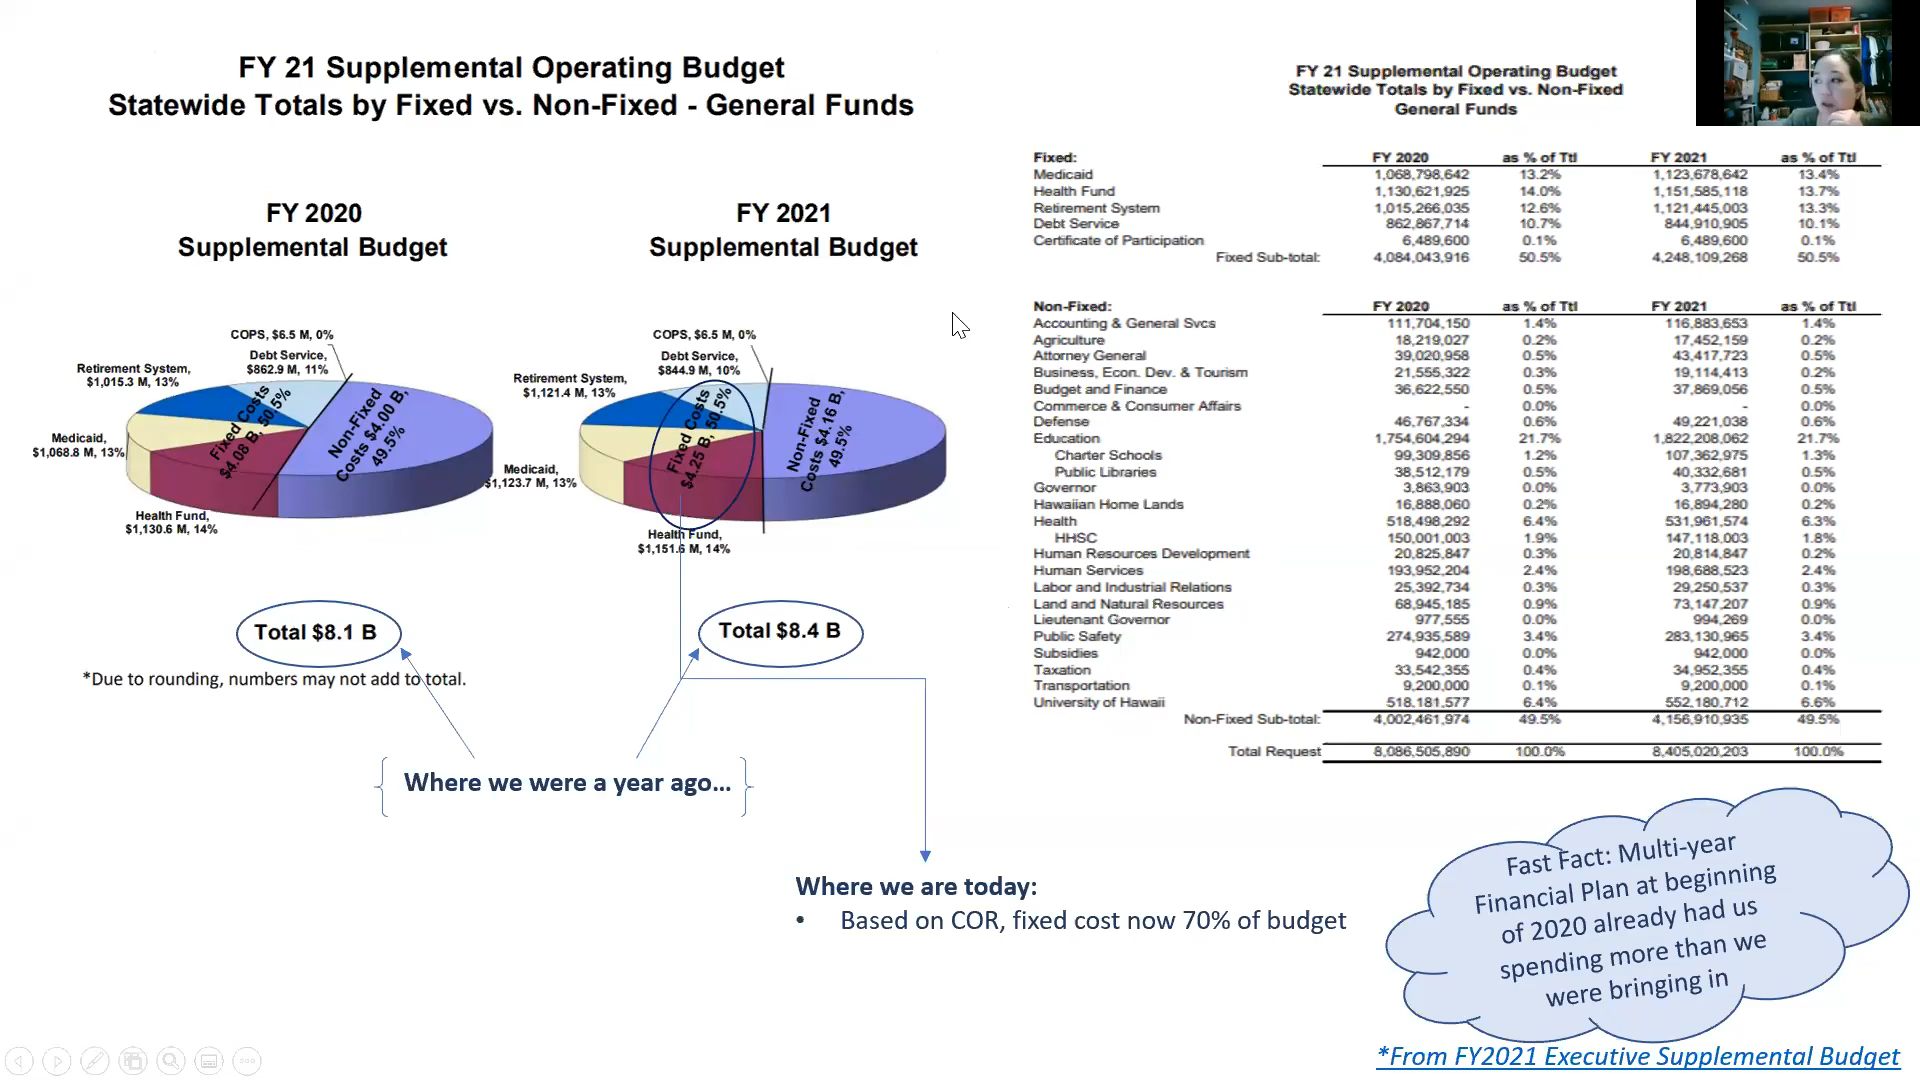 FY 21 Supplemental Operating Budget
Statewide Totals by Fixed vs. Non-Fixed - General Funds
FY 2020
Supplemental Budget
COPS, $6.5 M, 0%
Debt Service,
$862.9 M, 11%
Retirement System,
$1,015.3 M, 13%
Medicaid,
$1,068.8 M, 13%
Health Fund,
$1,130.6 M, 14%
Fixed Costs
$4.08 B, 50.5%
Non-Fixed
Costs $4.00 B,
49.5%
FY 2021
Supplemental Budget
COPS, $6.5 M, 0%
Debt Service,
$844.9 M, 10%
Retirement System,
$1,121.4 M, 13%
Medicaid,
$1,123.7 M, 13%
Health Fund,
$1,151.6 M, 14%
Fixed Costs
$4.25 B, 50.5%
Non-Fixed
Costs $4.16 B,
49.5%
Total $8.1 B
Total $8.4 B
*Due to rounding, numbers may not add to total.
Where we were a year ago...
Where we are today:
• Based on COR, fixed cost now 70% of budget
FY 21 Supplemental Operating Budget
Statewide Totals by Fixed vs. Non-Fixed
General Funds
Fixed: FY 2020 as % of Ttl FY 2021 as % of Ttl
Medicaid 1,068,798,642 13.2% 1,123,678,642 13.4%
Health Fund 1,130,621,925 14.0% 1,151,585,118 13.7%
Retirement System 1,015,266,035 12.6% 1,121,445,003 13.3%
Debt Service 862,867,714 10.7% 844,910,905 10.1%
Certificate of Participation 6,489,600 0.1% 6,489,600 0.1%
Fixed Sub-total: 4,084,043,916 50.5% 4,248,109,268 50.5%
Non-Fixed: FY 2020 as % of Ttl FY 2021 as % of Ttl
Accounting & General Svcs 111,704,150 1.4% 116,883,653 1.4%
Agriculture 18,219,027 0.2% 17,452,159 0.2%
Attorney General 39,020,958 0.5% 43,417,723 0.5%
Business, Econ. Dev. & Tourism 21,555,322 0.3% 19,114,413 0.2%
Budget and Finance 36,622,550 0.5% 37,869,056 0.5%
Commerce & Consumer Affairs - 0.0% - 0.0%
Defense 46,767,334 0.6% 49,221,038 0.6%
Education 1,754,604,294 21.7% 1,822,208,062 21.7%
Charter Schools 99,309,856 1.2% 107,362,975 1.3%
Public Libraries 38,512,179 0.5% 40,332,681 0.5%
Governor 3,863,903 0.0% 3,773,903 0.0%
Hawaiian Home Lands 16,888,060 0.2% 16,894,280 0.2%
Health 518,498,292 6.4% 531,961,574 6.3%
HHSC 150,001,003 1.9% 147,118,003 1.8%
Human Resources Development 20,825,847 0.3% 20,814,847 0.2%
Human Services 193,952,204 2.4% 198,688,523 2.4%
Labor and Industrial Relations 25,392,734 0.3% 29,250,537 0.3%
Land and Natural Resources 68,945,185 0.9% 73,147,207 0.9%
Lieutenant Governor 977,555 0.0% 994,269 0.0%
Public Safety 274,935,589 3.4% 283,130,965 3.4%
Subsidies 942,000 0.0% 942,000 0.0%
Taxation 33,542,355 0.4% 34,952,355 0.4%
Transportation 9,200,000 0.1% 9,200,000 0.1%
University of Hawaii 518,181,577 6.4% 552,180,712 6.6%
Non-Fixed Sub-total: 4,002,461,974 49.5% 4,156,910,935 49.5%
Total Request 8,086,505,890 100.0% 8,405,020,203 100.0%
Fast Fact: Multi-year
Financial Plan at beginning
of 2020 already had us
spending more than we
were bringing in
*From FY2021 Executive Supplemental Budget